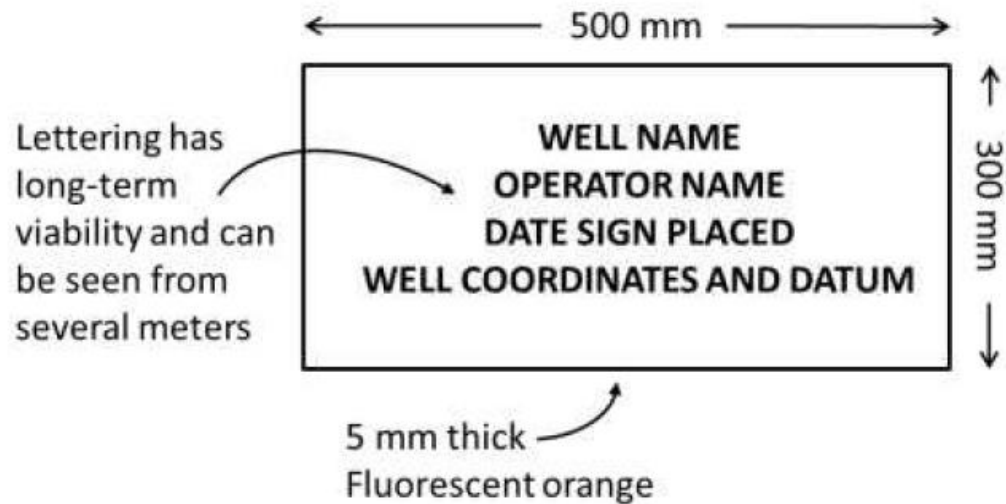 500 mm
Lettering has
long-term
viability and can
be seen from
several meters
WELL NAME
OPERATOR NAME
DATE SIGN PLACED
WELL COORDINATES AND DATUM
300 mm
5 mm thick
Fluorescent orange